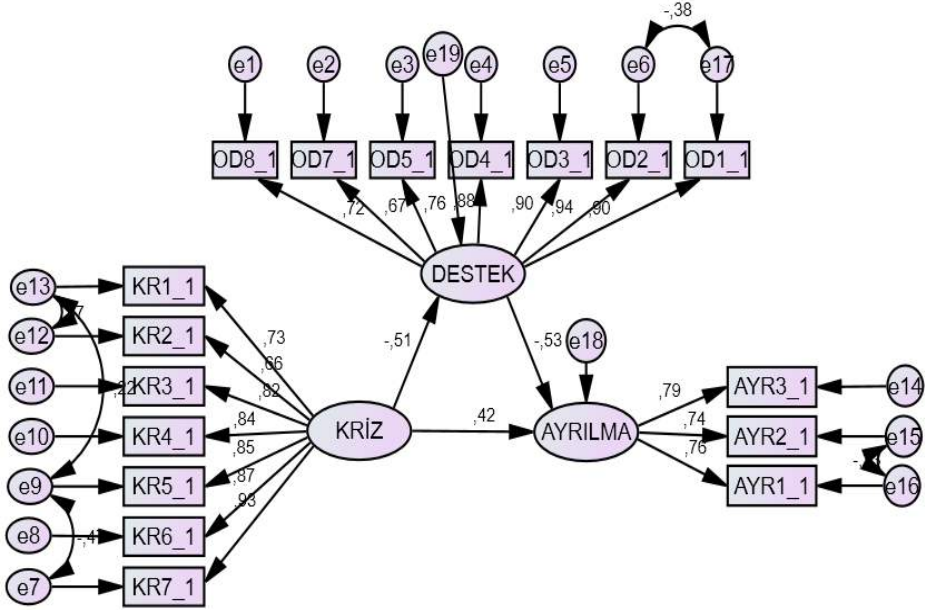 -,38
e1 e2 e3 e19 e4 e5 e6 e17
OD8_1 OD7_1 OD5_1 OD4_1 OD3_1 OD2_1 OD1_1
,72 ,67 ,76 ,88 ,90 ,94 ,90
DESTEK
e13 KR1_1
e12 KR2_1
,73
-,51 -,53 e18
,66
e11 KR3_1 ,82
,22
,79 AYR3_1 e14
e10 KR4_1 ,84 KRİZ ,42 AYRILMA ,74 AYR2_1 e15
,85 ,76
e9 KR5_1 ,87 AYR1_1 e16
,93
e8 KR6_1
e7 KR7_1